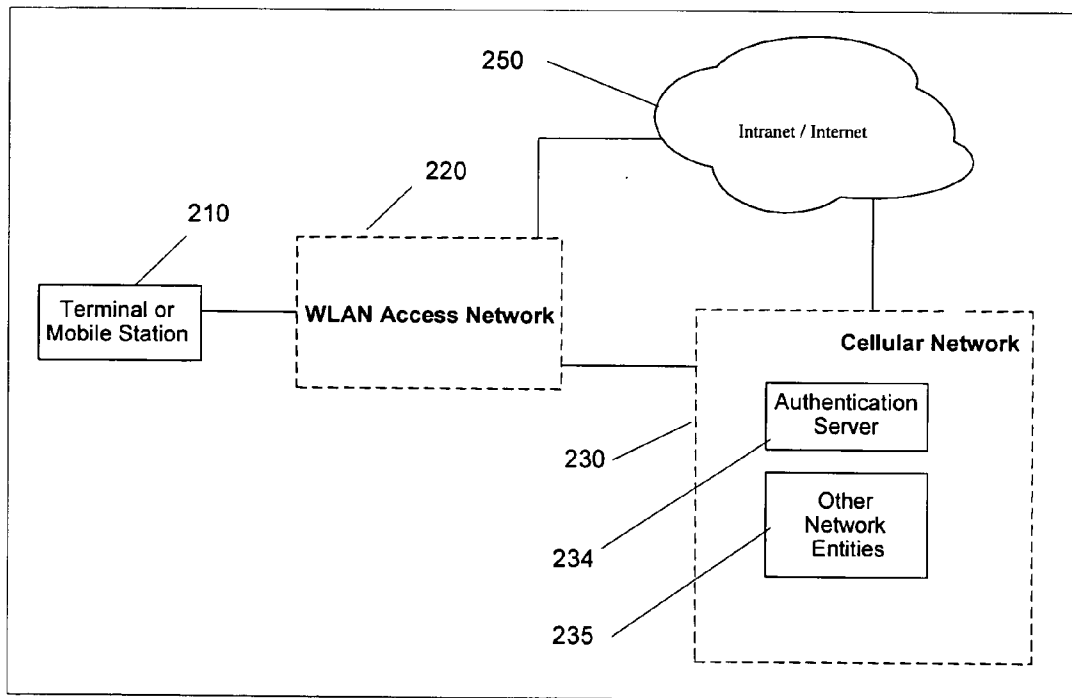 250
Intranet / Internet
220
210
Terminal or
Mobile Station
WLAN Access Network
Cellular Network
Authentication
Server
230
Other
Network
Entities
234
235